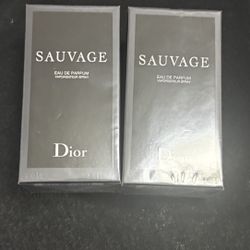 SAUVAGE
EAU DE PARFUM
VAPORISATEUR SPRAY
Dior
SAUVAGE
EAU DE PARFUM
VAPORISATEUR SPRAY
D